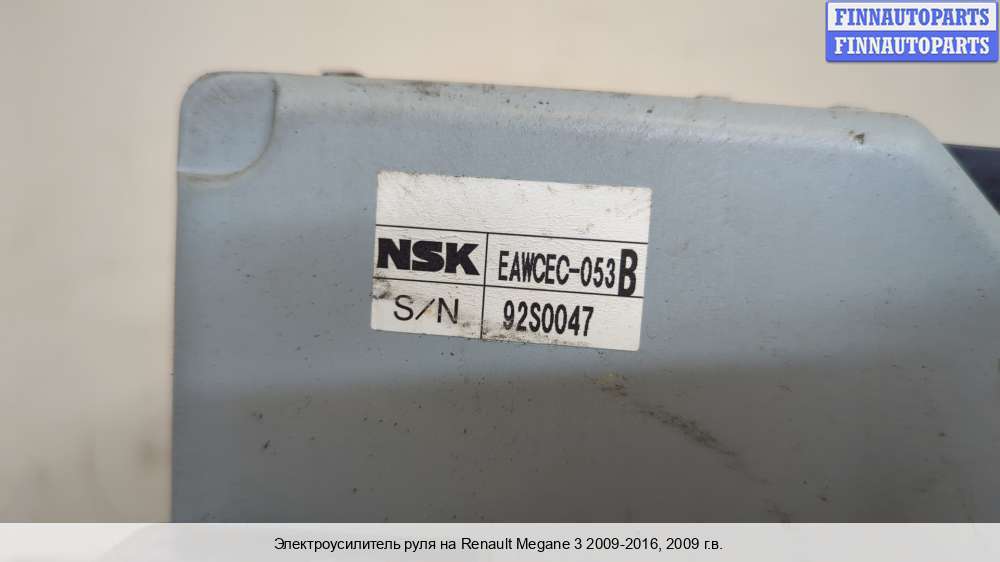 FINNAUTOPARTS
FINNAUTOPARTS
NSK EAWCEC-053B
S/N 92S0047
Электроусилитель руля на Renault Megane 3 2009-2016, 2009 г.в.